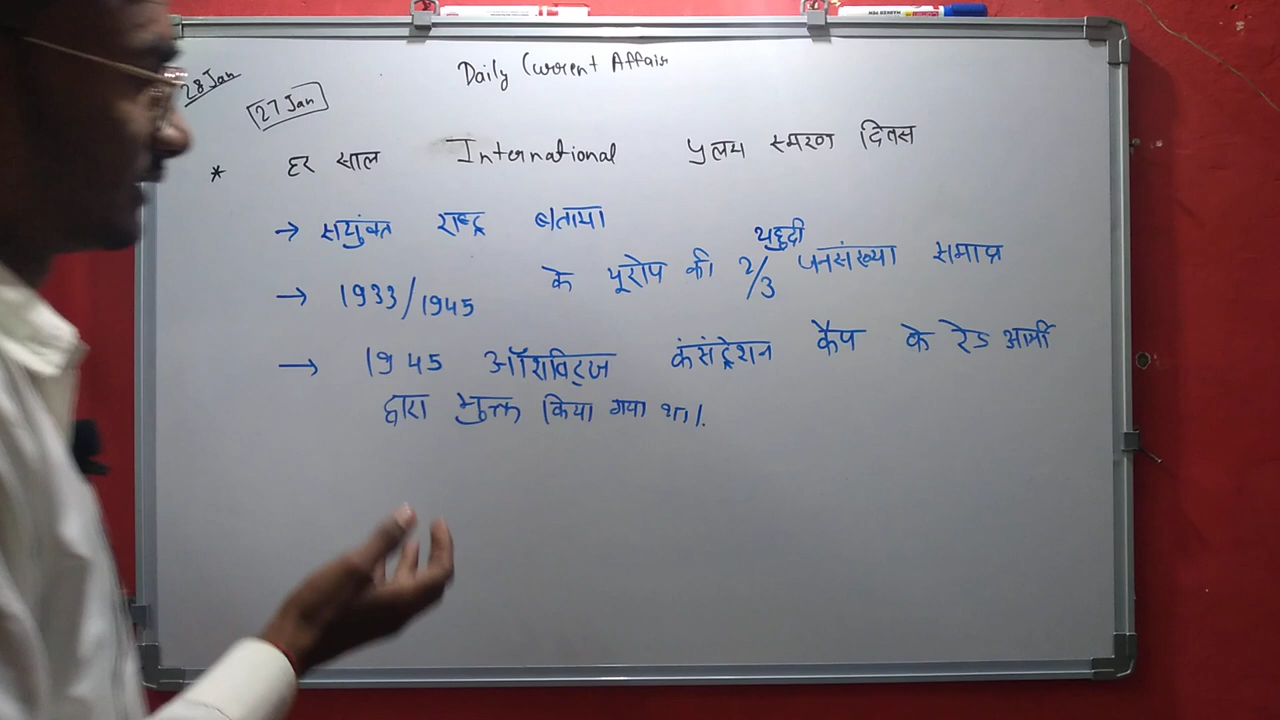 Daily Current Affair
28 Jan
27 Jan
* हर साल International प्रलय स्मरण दिवस
→ सयुंक्त राष्ट्र बताया
यहुदी
→ 1933/1945 के यूरोप की 2/3 जनसंख्या समाप्त
→ 1945 ऑशविट्ज कंसंट्रेशन कैंप के रेड आर्मी
द्वारा मुक्त किया गया था।